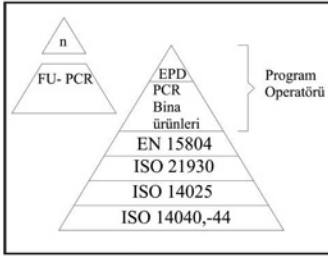 n
FU- PCR
EPD
PCR
Bina
ürünleri
EN 15804
ISO 21930
ISO 14025
ISO 14040,-44
Program
Operatörü